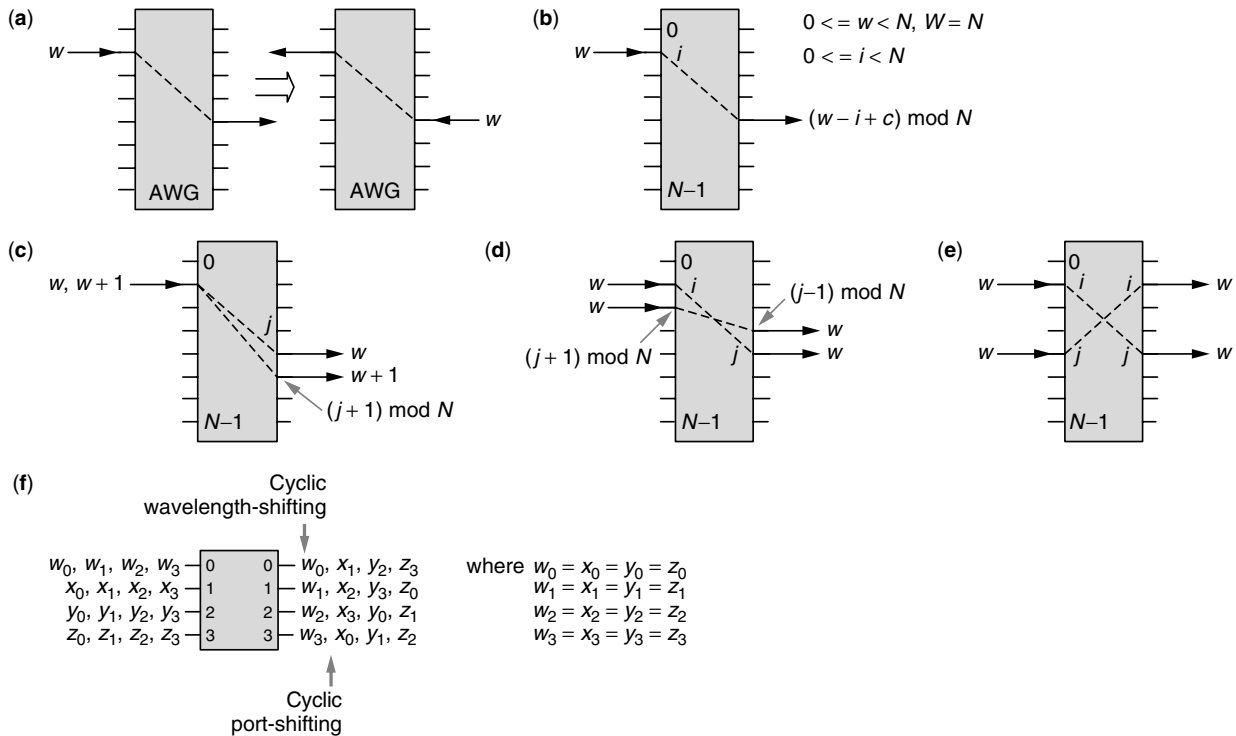 (a)
w
AWG
AWG
w
(b)
w
0
i
N–1
0 <= w < N, W = N
0 <= i < N
(w – i + c) mod N
(c)
w, w + 1
0
j
N–1
w
w + 1
(j + 1) mod N
(d)
w
w
0
i
j
N–1
(j–1) mod N
w
w
(j + 1) mod N
(e)
w
w
0
i i
j j
N–1
w
w
(f)
Cyclic
wavelength-shifting
w0, w1, w2, w3 0 0 w0, x1, y2, z3
x0, x1, x2, x3 1 1 w1, x2, y3, z0
y0, y1, y2, y3 2 2 w2, x3, y0, z1
z0, z1, z2, z3 3 3 w3, x0, y1, z2
where w0 = x0 = y0 = z0
w1 = x1 = y1 = z1
w2 = x2 = y2 = z2
w3 = x3 = y3 = z3
Cyclic
port-shifting